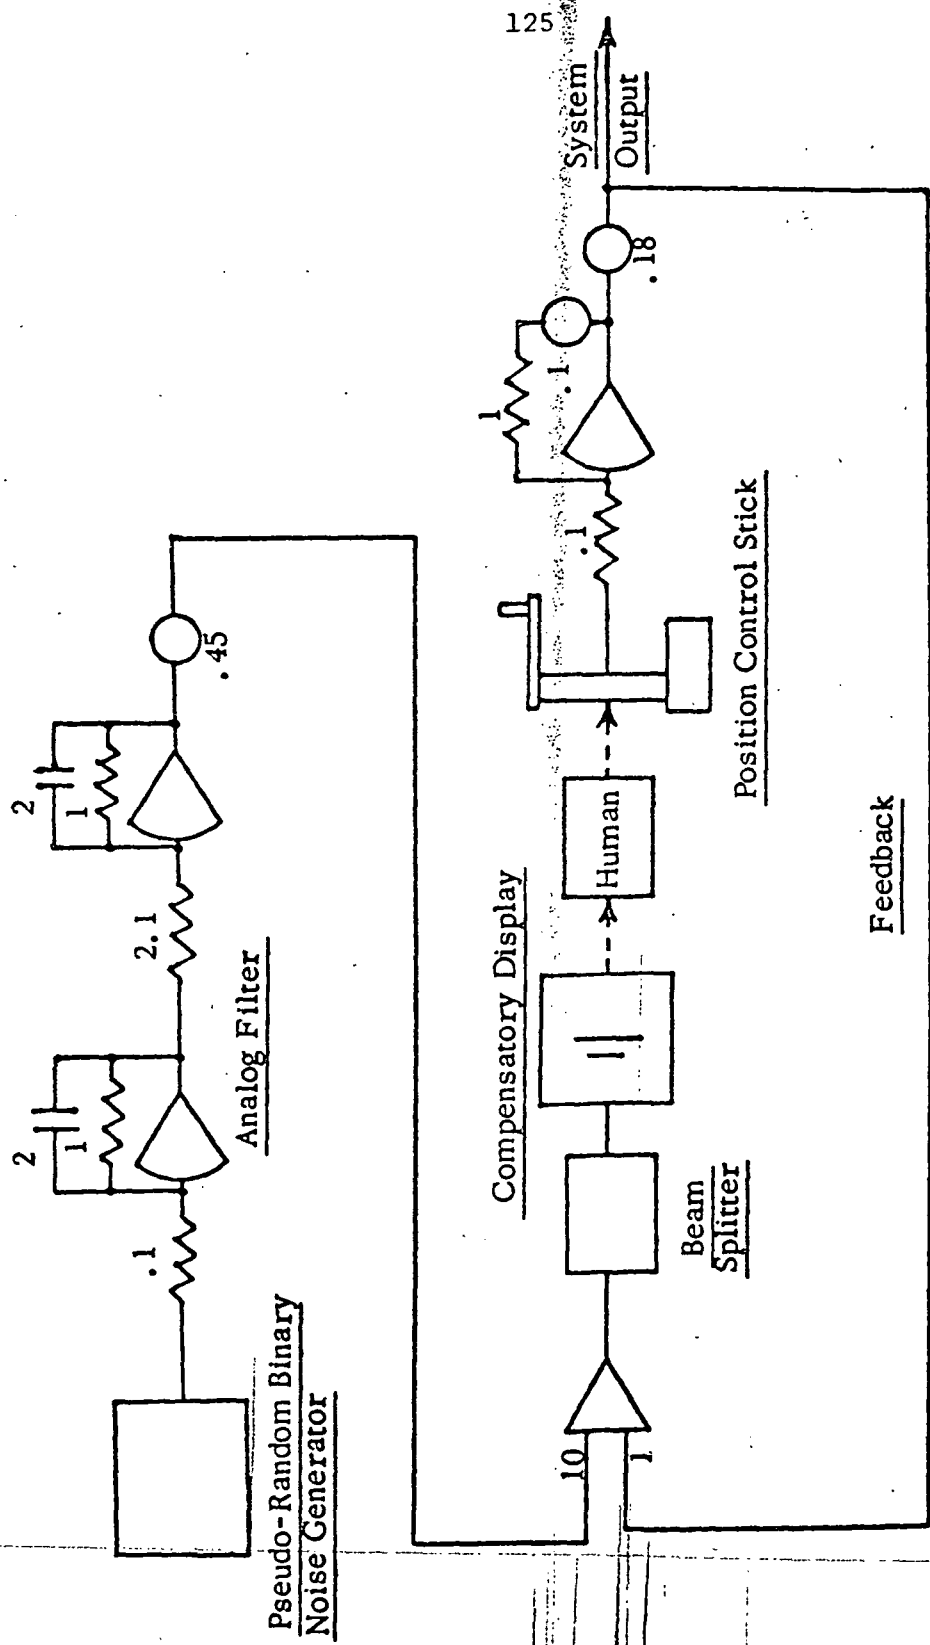 125
2
1
.1
2
1
2.1
.45
Pseudo-Random Binary
Noise Generator
Analog Filter
10
1
Beam
Splitter
Compensatory Display
Human
Position Control Stick
.1
1
.1
.18
System
Output
Feedback